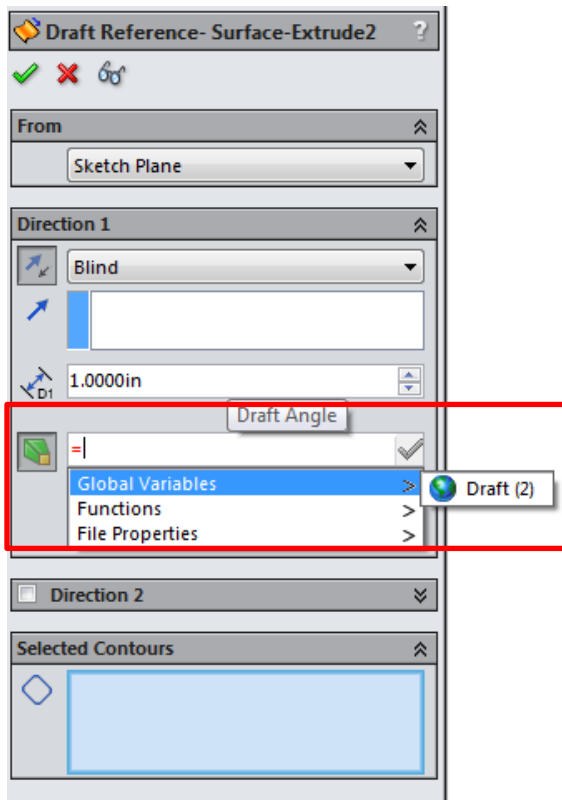 Draft Reference- Surface-Extrude2 ?
From
Sketch Plane
Direction 1
Blind
D1 1.0000in
Draft Angle
=
Global Variables >
Draft (2)
Functions >
File Properties >
Direction 2
Selected Contours